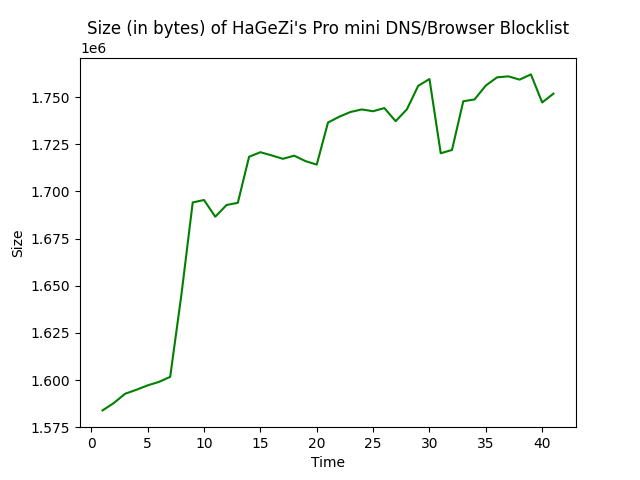 Size (in bytes) of HaGeZi's Pro mini DNS/Browser Blocklist
1e6
1.750
1.725
1.700
1.675
1.650
1.625
1.600
1.575
Size
0 5 10 15 20 25 30 35 40
Time